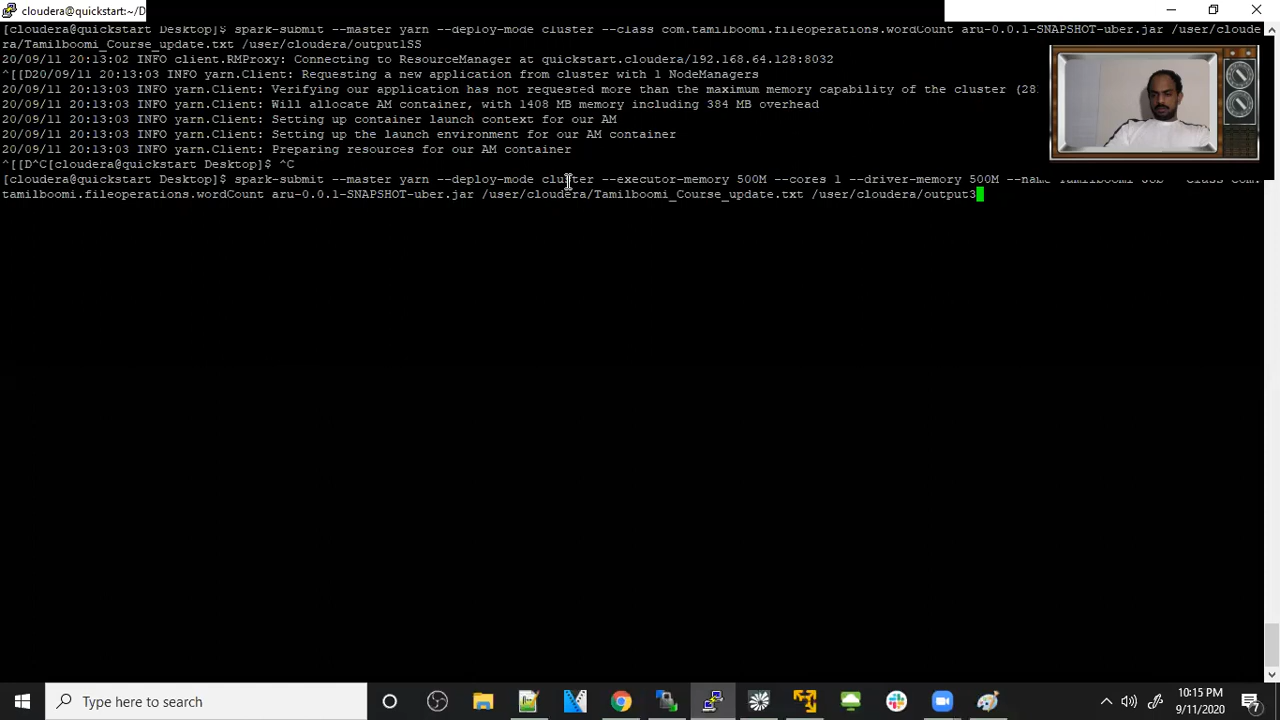 cloudera@quickstart:~/D
[cloudera@quickstart Desktop]$ spark-submit --master yarn --deploy-mode cluster --class com.tamilboomi.fileoperations.wordCount aru-0.0.1-SNAPSHOT-uber.jar /user/cloude
ra/Tamilboomi_Course_update.txt /user/cloudera/output1SS
20/09/11 20:13:02 INFO client.RMProxy: Connecting to ResourceManager at quickstart.cloudera/192.168.64.128:8032
^[[D20/09/11 20:13:03 INFO yarn.Client: Requesting a new application from cluster with 1 NodeManagers
20/09/11 20:13:03 INFO yarn.Client: Verifying our application has not requested more than the maximum memory capability of the cluster (28
20/09/11 20:13:03 INFO yarn.Client: Will allocate AM container, with 1408 MB memory including 384 MB overhead
20/09/11 20:13:03 INFO yarn.Client: Setting up container launch context for our AM
20/09/11 20:13:03 INFO yarn.Client: Setting up the launch environment for our AM container
20/09/11 20:13:03 INFO yarn.Client: Preparing resources for our AM container
^[[D^C[cloudera@quickstart Desktop]$ ^C
[cloudera@quickstart Desktop]$ spark-submit --master yarn --deploy-mode cluster --executor-memory 500M --cores 1 --driver-memory 500M --name Tamilboomi com.
tamilboomi.fileoperations.wordCount aru-0.0.1-SNAPSHOT-uber.jar /user/cloudera/Tamilboomi_Course_update.txt /user/cloudera/output3
Type here to search
10:15 PM
9/11/2020